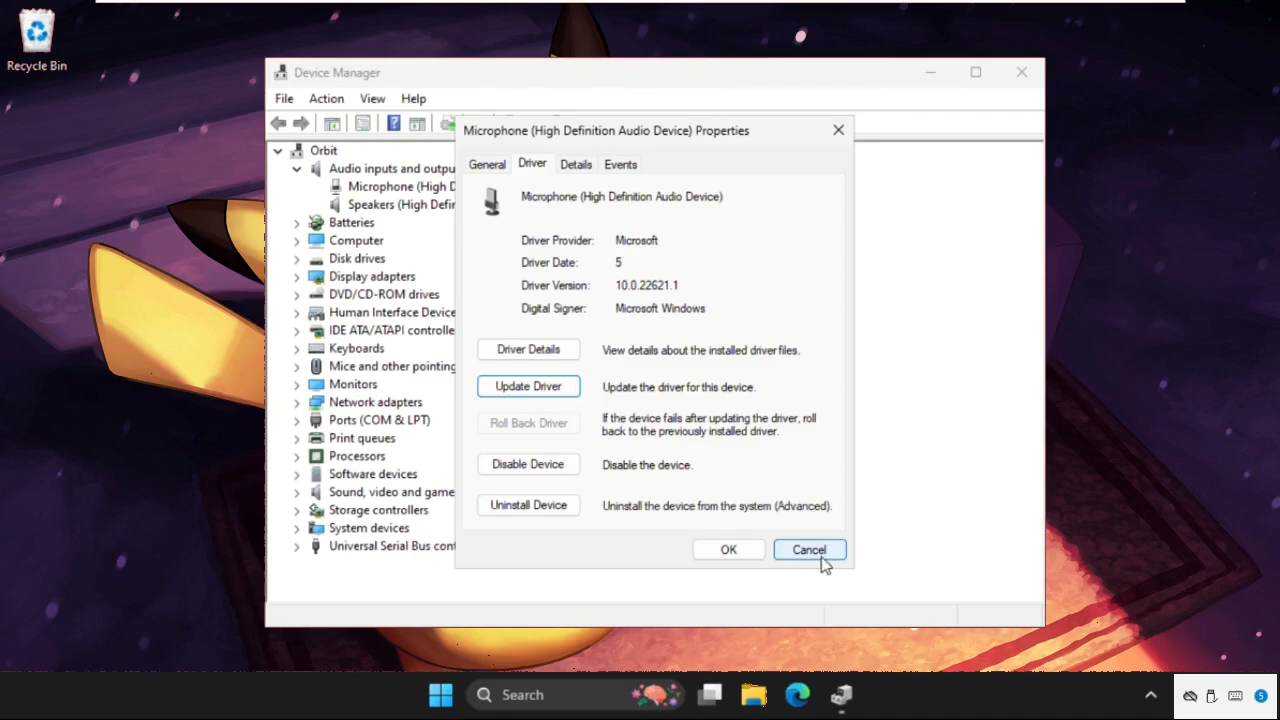 Recycle Bin
Device Manager
File Action View Help
Orbit
Audio inputs and outpu
Microphone (High D
Speakers (High Defir
Batteries
Computer
Disk drives
Display adapters
DVD/CD-ROM drives
Human Interface Device
IDE ATA/ATAPI controlle
Keyboards
Mice and other pointing
Monitors
Network adapters
Ports (COM & LPT)
Print queues
Processors
Software devices
Sound, video and game
Storage controllers
System devices
Universal Serial Bus cont
Microphone (High Definition Audio Device) Properties
General Driver Details Events
Microphone (High Definition Audio Device)
Driver Provider: Microsoft
Driver Date: 5
Driver Version: 10.0.22621.1
Digital Signer: Microsoft Windows
Driver Details View details about the installed driver files.
Update Driver Update the driver for this device.
Roll Back Driver If the device fails after updating the driver, roll
back to the previously installed driver.
Disable Device Disable the device.
Uninstall Device Uninstall the device from the system (Advanced).
OK Cancel
Search
5